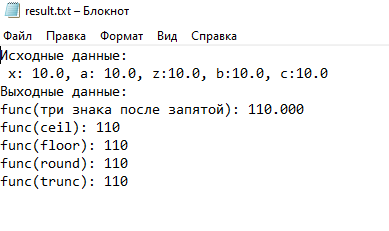 result.txt – Блокнот
Файл Правка Формат Вид Справка
Исходные данные:
x: 10.0, a: 10.0, z:10.0, b:10.0, c:10.0
Выходные данные:
func(три знака после запятой): 110.000
func(ceil): 110
func(floor): 110
func(round): 110
func(trunc): 110